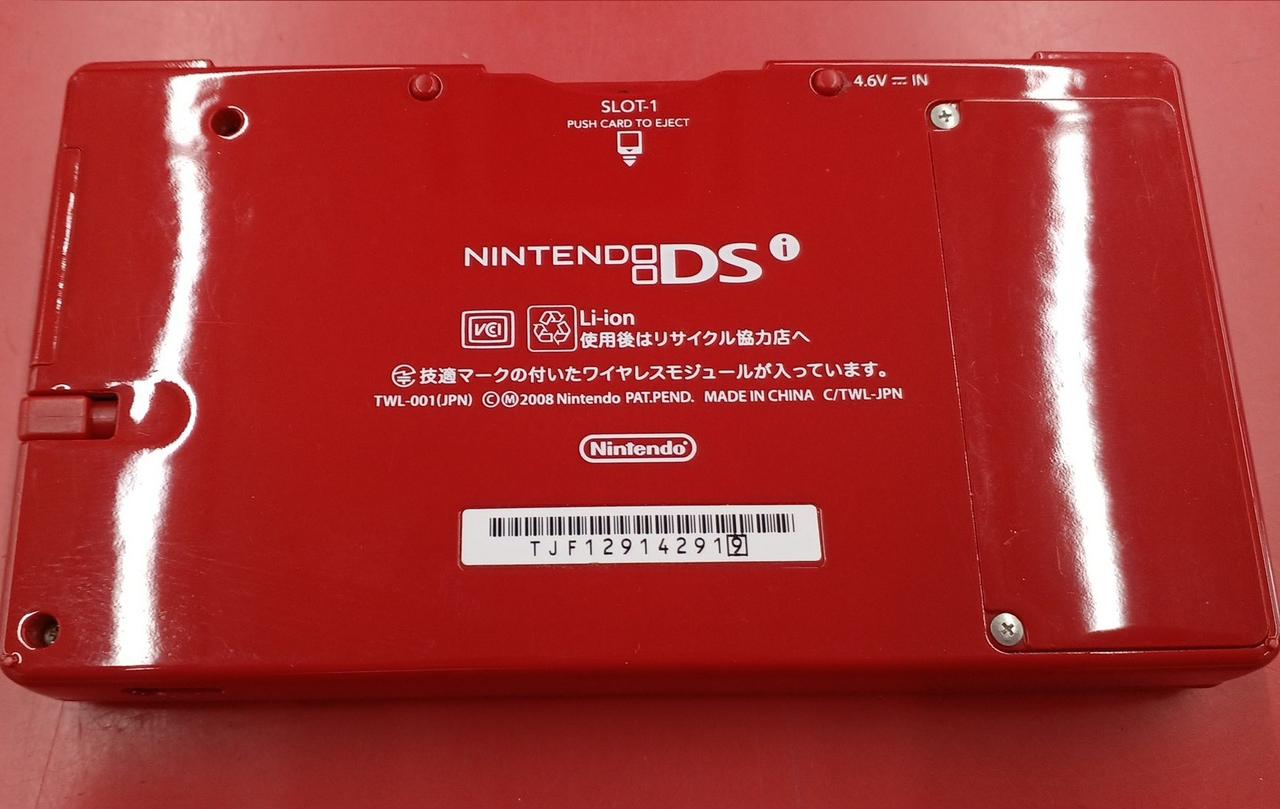 4.6V ⎓ IN
SLOT-1
PUSH CARD TO EJECT
NINTENDO DSi
VCI
Li-ion
使用後はリサイクル協力店へ
技適マークの付いたワイヤレスモジュールが入っています。
TWL-001(JPN) ©Ⓜ2008 Nintendo PAT.PEND. MADE IN CHINA C/TWL-JPN
Nintendo®
TJF129142919